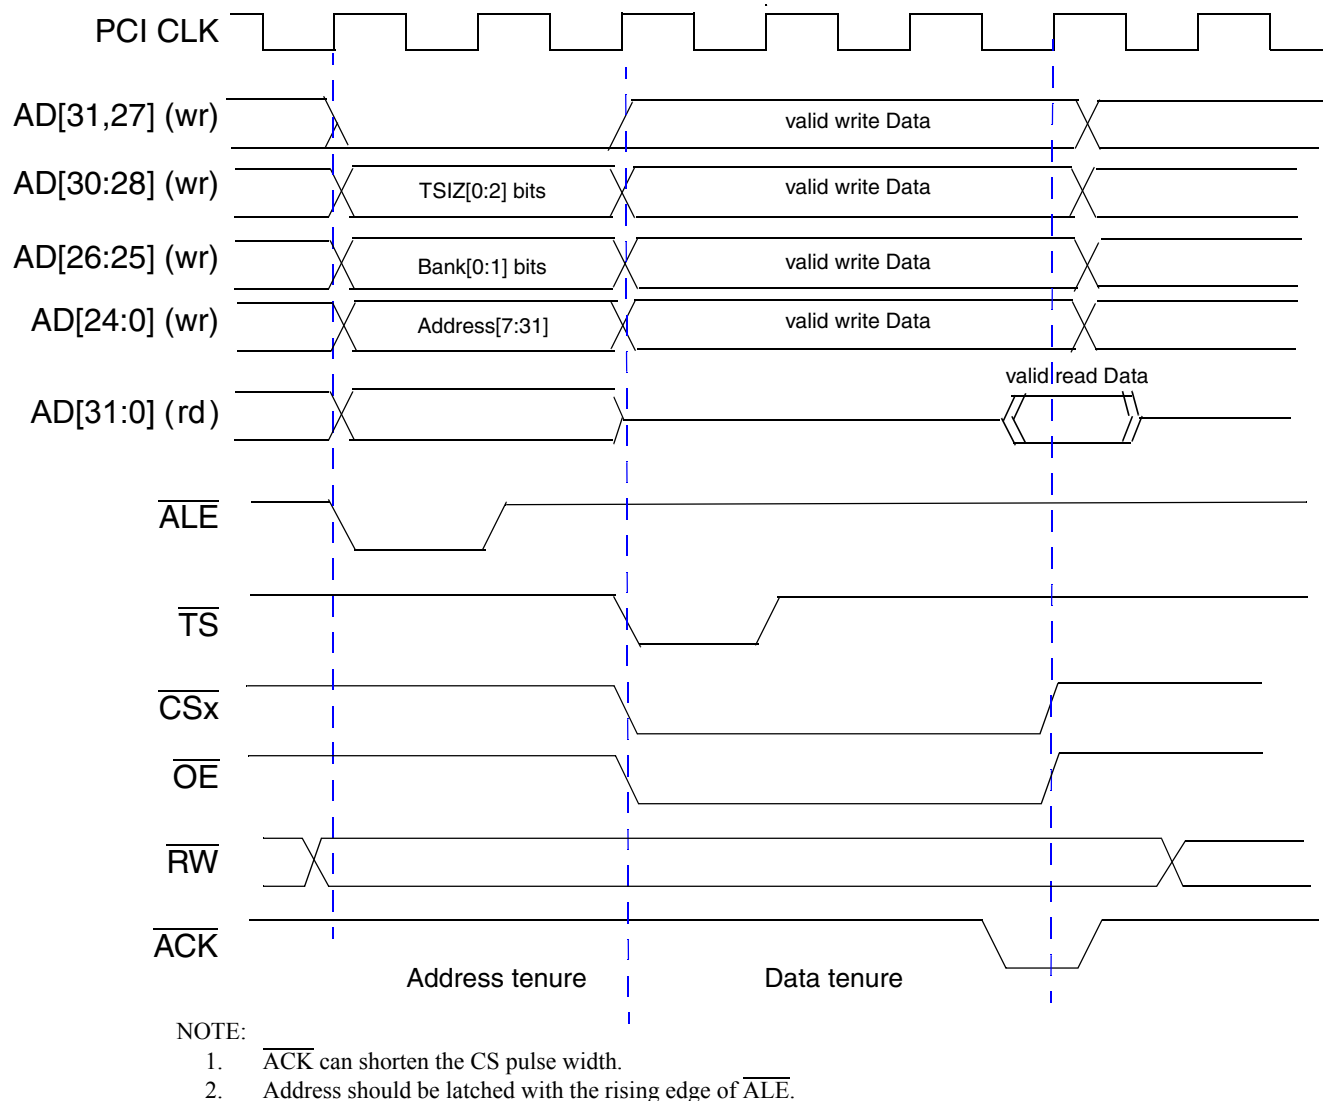 PCI CLK
AD[31,27] (wr)
valid write Data
AD[30:28] (wr)
TSIZ[0:2] bits
valid write Data
AD[26:25] (wr)
Bank[0:1] bits
valid write Data
AD[24:0] (wr)
Address[7:31]
valid write Data
valid read Data
AD[31:0] (rd)
ALE
TS
CSx
OE
RW
ACK
Address tenure
Data tenure
NOTE:
1. ACK can shorten the CS pulse width.
2. Address should be latched with the rising edge of ALE.